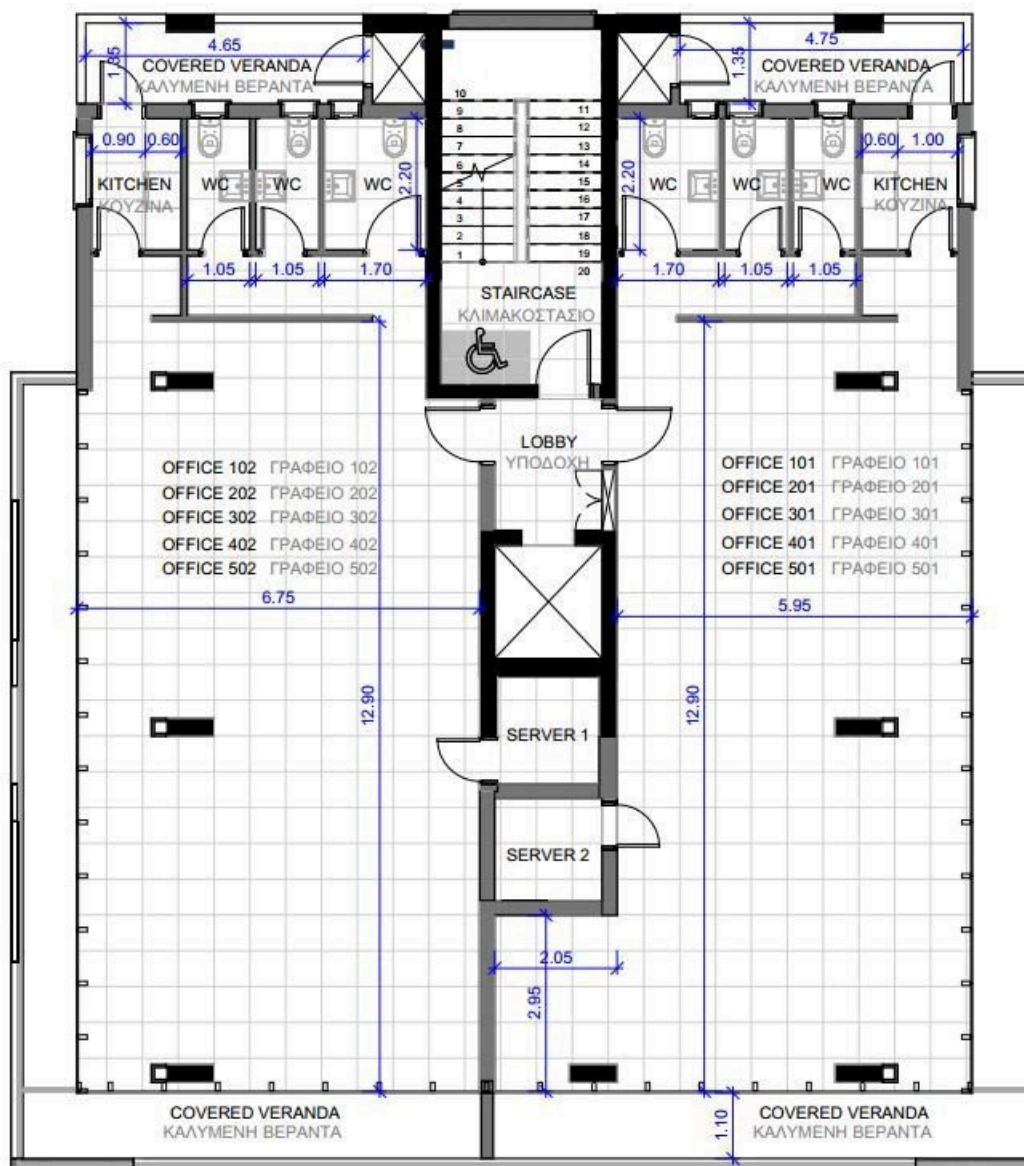 4.65
4.75
1.35
1.35
COVERED VERANDA
ΚΑΛΥΜΕΝΗ ΒΕΡΑΝΤΑ
COVERED VERANDA
ΚΑΛΥΜΕΝΗ ΒΕΡΑΝΤΑ
10
9
8
7
6
5
4
3
2
1
11
12
13
14
15
16
17
18
19
20
0.90 0.60
0.60 1.00
KITCHEN
ΚΟΥΖΙΝΑ
WC
WC
WC
2.20
2.20
WC
WC
WC
KITCHEN
ΚΟΥΖΙΝΑ
1.05 1.05 1.70
1.70 1.05 1.05
STAIRCASE
ΚΛΙΜΑΚΟΣΤΑΣΙΟ
LOBBY
ΥΠΟΔΟΧΗ
OFFICE 102 ΓΡΑΦΕΙΟ 102
OFFICE 202 ΓΡΑΦΕΙΟ 202
OFFICE 302 ΓΡΑΦΕΙΟ 302
OFFICE 402 ΓΡΑΦΕΙΟ 402
OFFICE 502 ΓΡΑΦΕΙΟ 502
OFFICE 101 ΓΡΑΦΕΙΟ 101
OFFICE 201 ΓΡΑΦΕΙΟ 201
OFFICE 301 ΓΡΑΦΕΙΟ 301
OFFICE 401 ΓΡΑΦΕΙΟ 401
OFFICE 501 ΓΡΑΦΕΙΟ 501
6.75
5.95
12.90
12.90
SERVER 1
SERVER 2
2.05
2.95
COVERED VERANDA
ΚΑΛΥΜΕΝΗ ΒΕΡΑΝΤΑ
1.10
COVERED VERANDA
ΚΑΛΥΜΕΝΗ ΒΕΡΑΝΤΑ